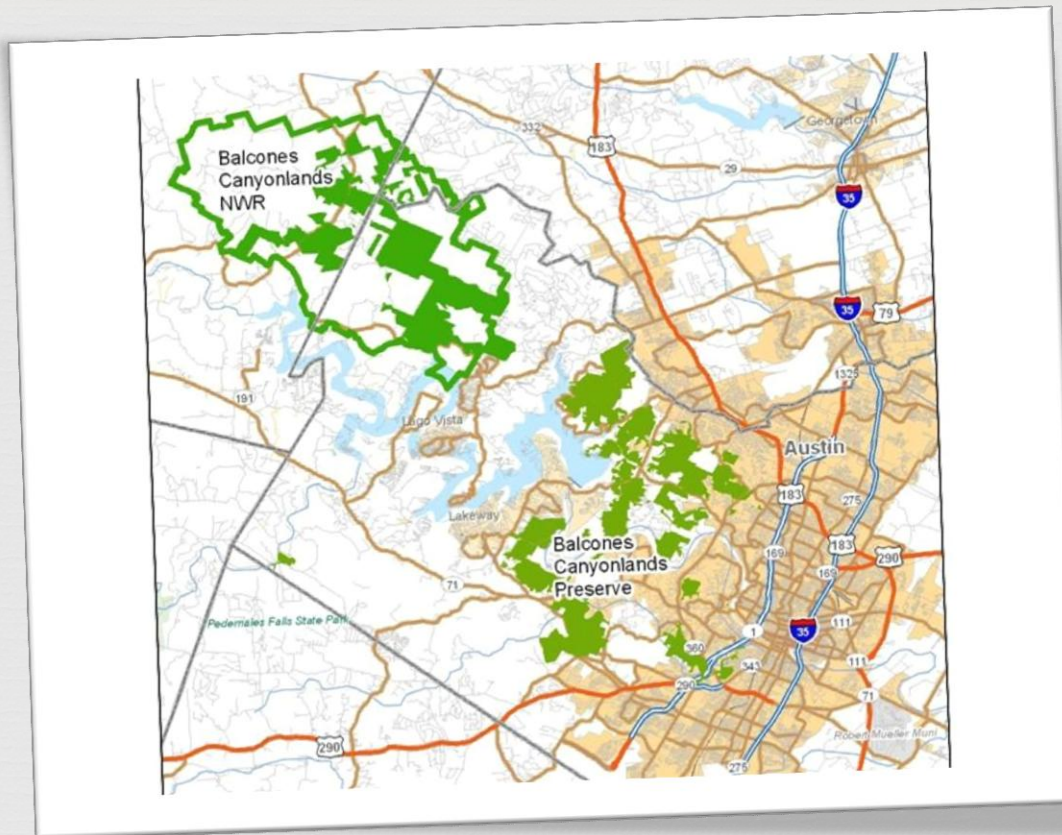 Balcones
Canyonlands
NWR
332
183
29
Georgetown
35
35
79
191
Lago Vista
1325
Austin
183
275
Lakeway
Balcones
Canyonlands
Preserve
71
169
183
290
169
Pedernales Falls State Park
1
35
111
360
343
111
290
71
290
Robert Mueller Muni
275